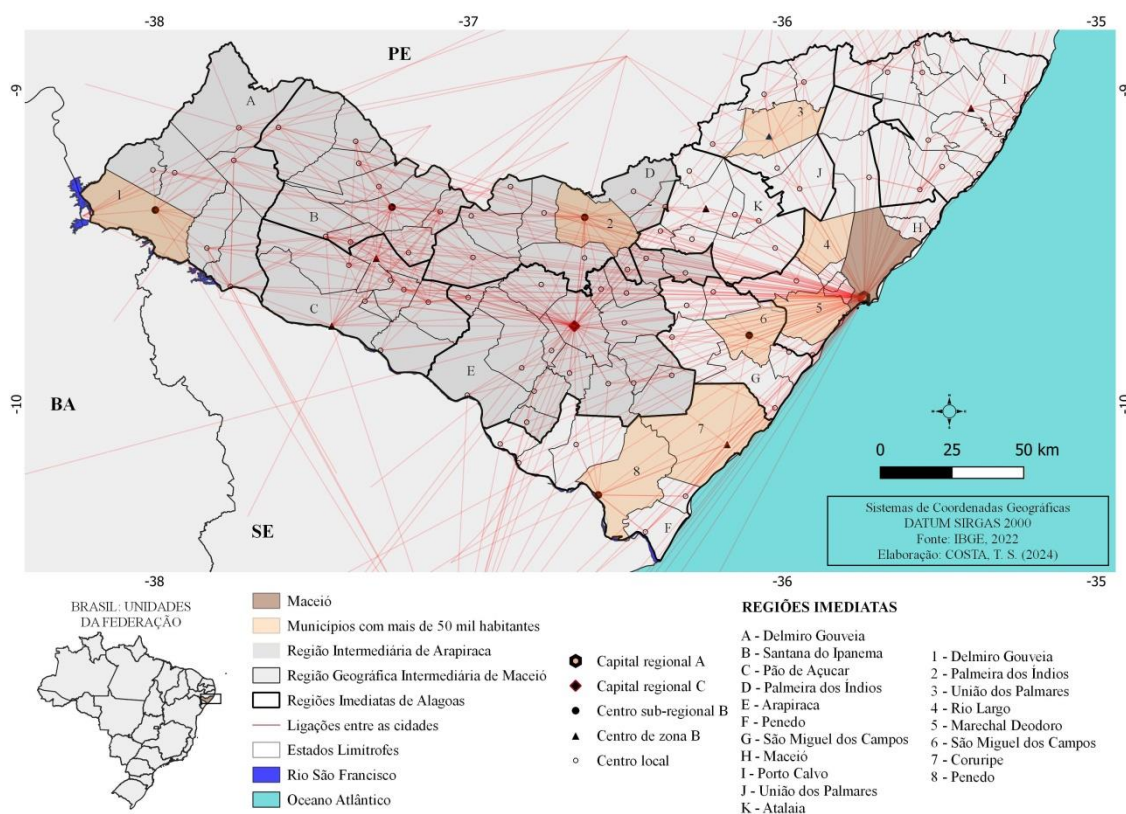 -38
-37
-36
-35
PE
-9
-9
A
I
3
D
J
1
K
B
2
H
4
C
5
6
E
G
BA
-10
-10
7
0 25 50 km
8
F
SE
Sistemas de Coordenadas Geográficas
DATUM SIRGAS 2000
Fonte: IBGE, 2022
Elaboração: COSTA, T. S. (2024)
-38
-37
-36
-35
BRASIL: UNIDADES
DA FEDERAÇÃO
Maceió
Municípios com mais de 50 mil habitantes
Região Intermediária de Arapiraca
Região Geográfica Intermediária de Maceió
Regiões Imediatas de Alagoas
Ligações entre as cidades
Estados Limítrofes
Rio São Francisco
Oceano Atlântico
Capital regional A
Capital regional C
Centro sub-regional B
Centro de zona B
Centro local
REGIÕES IMEDIATAS
A - Delmiro Gouveia
B - Santana do Ipanema
C - Pão de Açucar
D - Palmeira dos Índios
E - Arapiraca
F - Penedo
G - São Miguel dos Campos
H - Maceió
I - Porto Calvo
J - União dos Palmares
K - Atalaia
1 - Delmiro Gouveia
2 - Palmeira dos Índios
3 - União dos Palmares
4 - Rio Largo
5 - Marechal Deodoro
6 - São Miguel dos Campos
7 - Coruripe
8 - Penedo